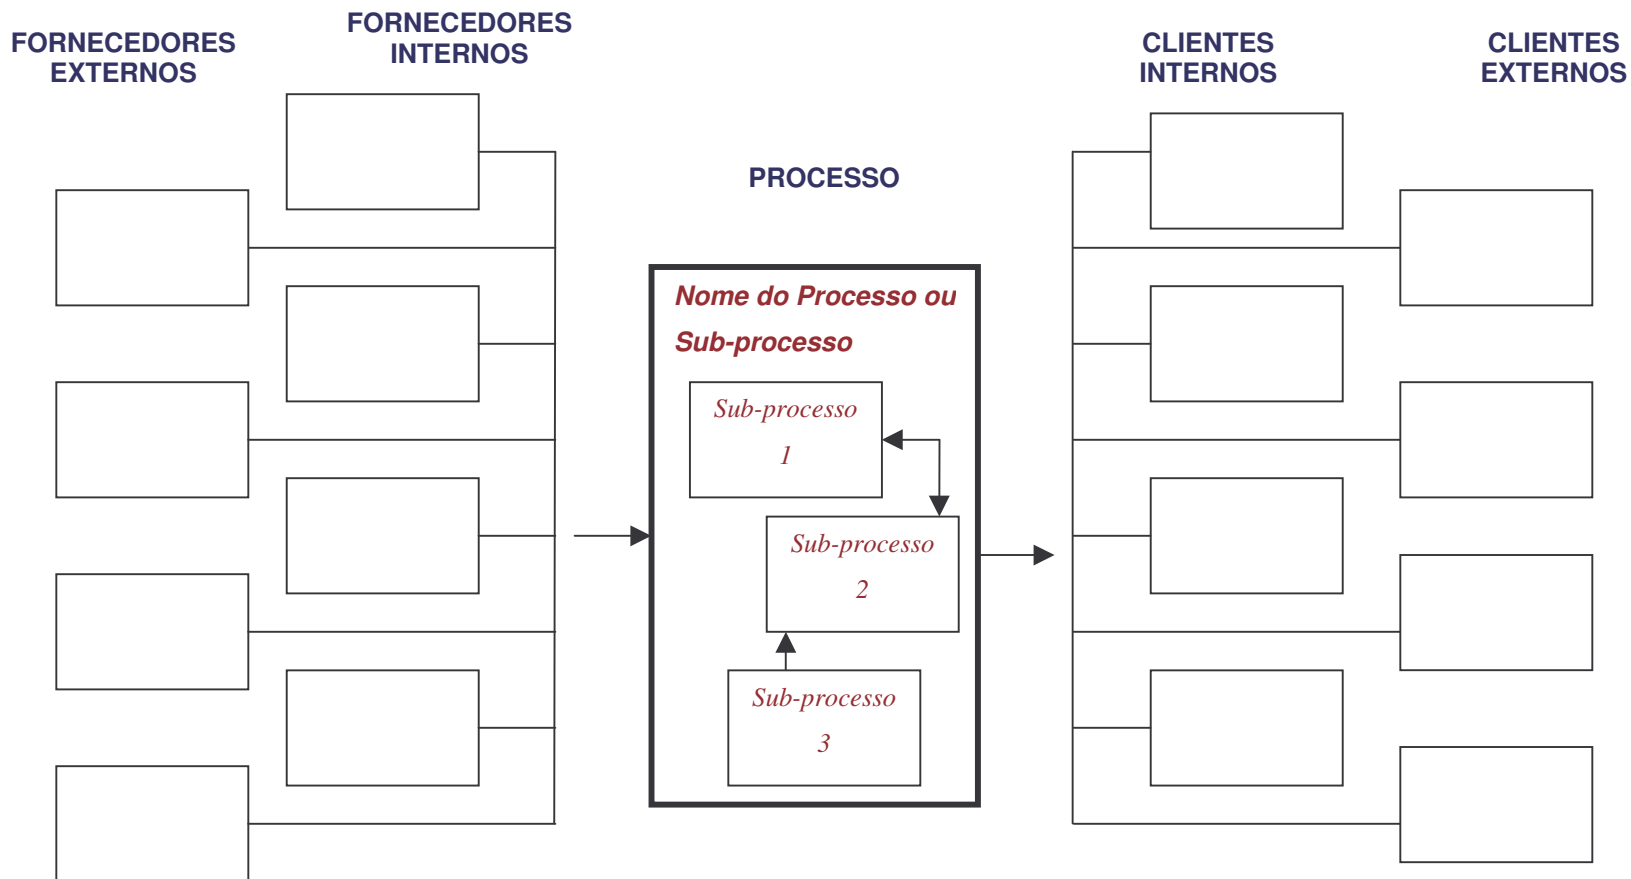 FORNECEDORES
EXTERNOS
FORNECEDORES
INTERNOS
CLIENTES
INTERNOS
CLIENTES
EXTERNOS
PROCESSO
Nome do Processo ou
Sub-processo
Sub-processo
1
Sub-processo
2
Sub-processo
3